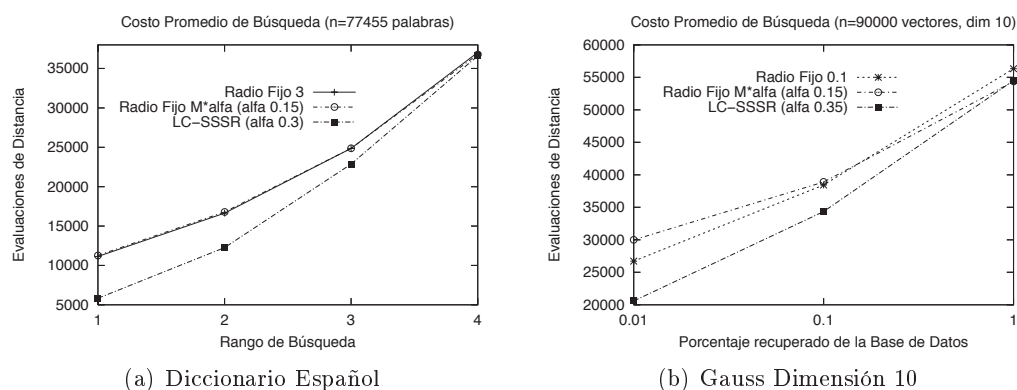 Costo Promedio de Búsqueda (n=77455 palabras)
Evaluaciones de Distancia
35000
30000
25000
20000
15000
10000
5000
Radio Fijo 3
Radio Fijo M*alfa (alfa 0.15)
LC-SSSR (alfa 0.3)
1 2 3 4
Rango de Búsqueda
(a) Diccionario Español
Costo Promedio de Búsqueda (n=90000 vectores, dim 10)
Evaluaciones de Distancia
60000
55000
50000
45000
40000
35000
30000
25000
20000
Radio Fijo 0.1
Radio Fijo M*alfa (alfa 0.15)
LC-SSSR (alfa 0.35)
0.01 0.1 1
Porcentaje recuperado de la Base de Datos
(b) Gauss Dimensión 10